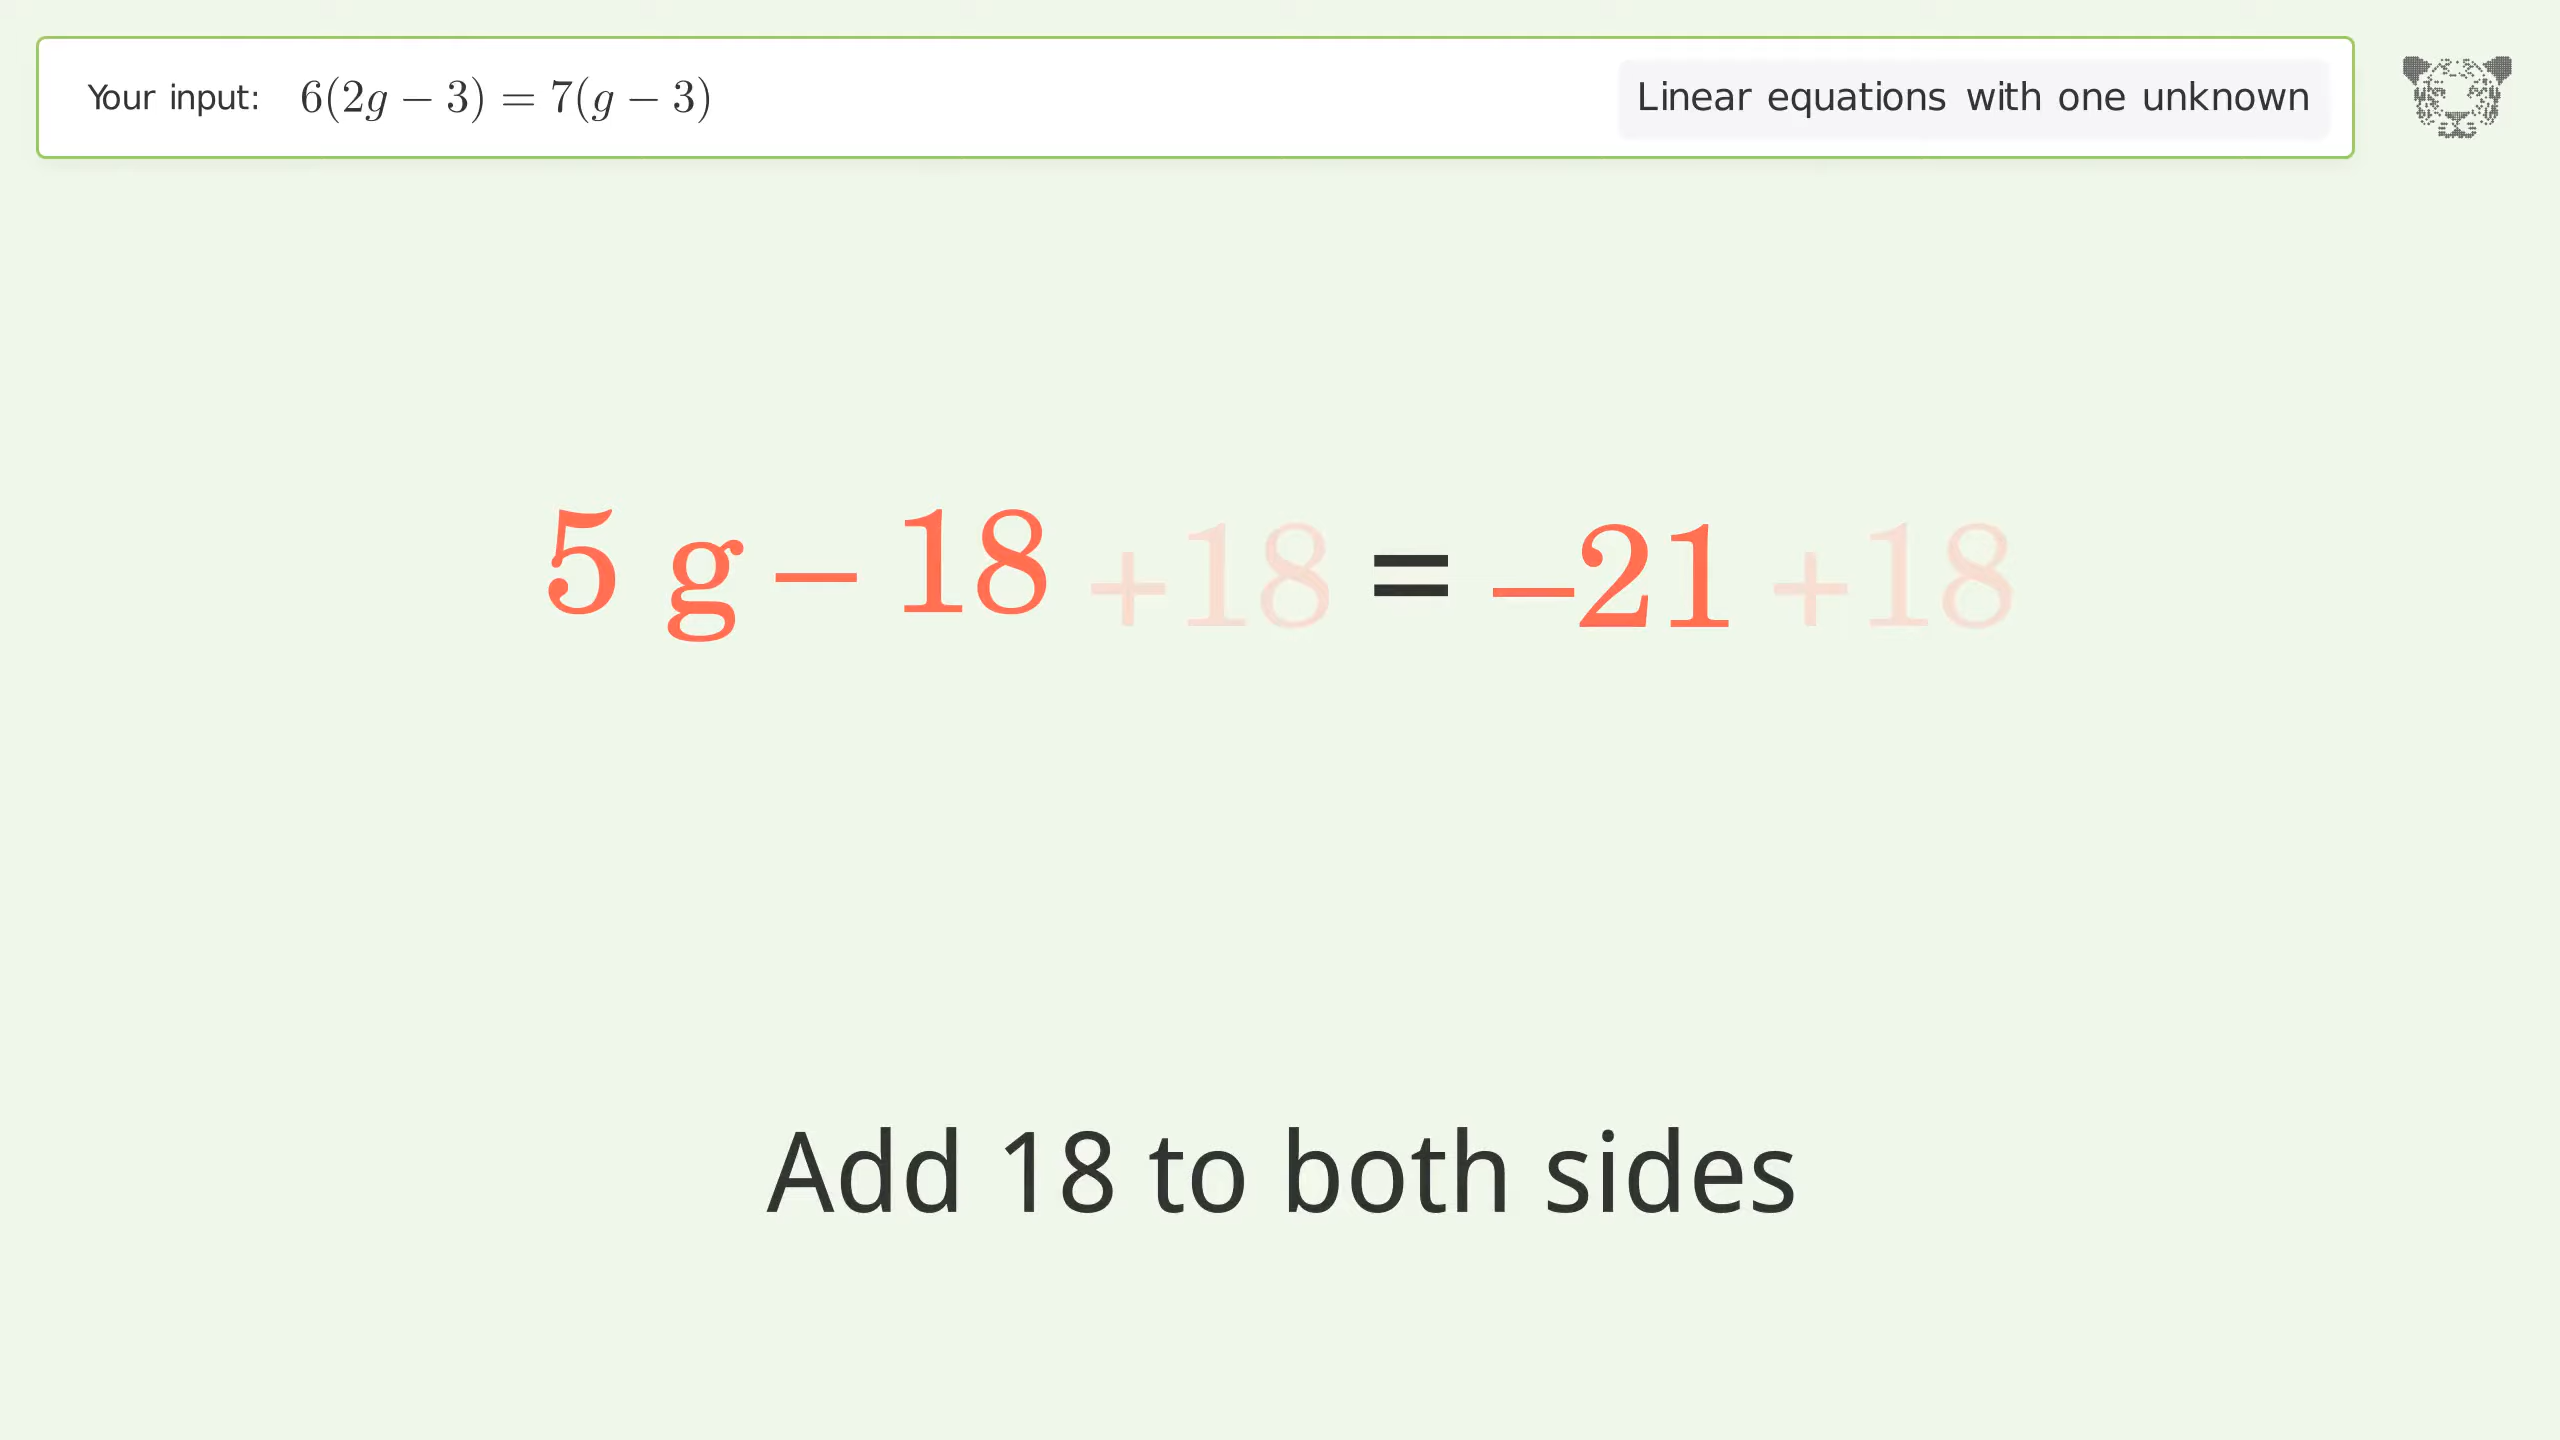 Your input: 6(2g − 3) = 7(g − 3)
Linear equations with one unknown
5 g − 18 +18 = −21 +18
Add 18 to both sides